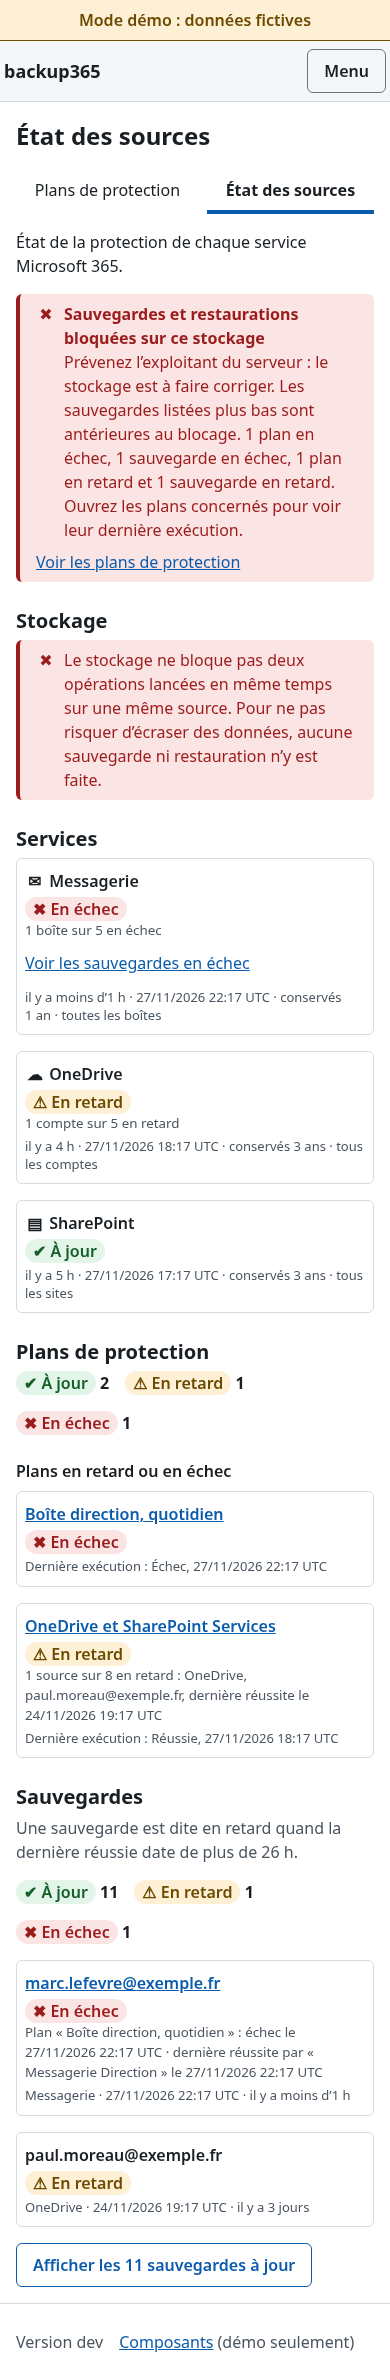 Mode démo : données fictives
backup365
Menu
État des sources
Plans de protection
État des sources
État de la protection de chaque service
Microsoft 365.
✖ Sauvegardes et restaurations
bloquées sur ce stockage
Prévenez l’exploitant du serveur : le
stockage est à faire corriger. Les
sauvegardes listées plus bas sont
antérieures au blocage. 1 plan en
échec, 1 sauvegarde en échec, 1 plan
en retard et 1 sauvegarde en retard.
Ouvrez les plans concernés pour voir
leur dernière exécution.
Voir les plans de protection
Stockage
✖ Le stockage ne bloque pas deux
opérations lancées en même temps
sur une même source. Pour ne pas
risquer d’écraser des données, aucune
sauvegarde ni restauration n’y est
faite.
Services
✉ Messagerie
✖ En échec
1 boîte sur 5 en échec
Voir les sauvegardes en échec
il y a moins d’1 h · 27/11/2026 22:17 UTC · conservés
1 an · toutes les boîtes
☁ OneDrive
⚠ En retard
1 compte sur 5 en retard
il y a 4 h · 27/11/2026 18:17 UTC · conservés 3 ans · tous
les comptes
▤ SharePoint
✔ À jour
il y a 5 h · 27/11/2026 17:17 UTC · conservés 3 ans · tous
les sites
Plans de protection
✔ À jour 2 ⚠ En retard 1
✖ En échec 1
Plans en retard ou en échec
Boîte direction, quotidien
✖ En échec
Dernière exécution : Échec, 27/11/2026 22:17 UTC
OneDrive et SharePoint Services
⚠ En retard
1 source sur 8 en retard : OneDrive,
paul.moreau@exemple.fr, dernière réussite le
24/11/2026 19:17 UTC
Dernière exécution : Réussie, 27/11/2026 18:17 UTC
Sauvegardes
Une sauvegarde est dite en retard quand la
dernière réussie date de plus de 26 h.
✔ À jour 11 ⚠ En retard 1
✖ En échec 1
marc.lefevre@exemple.fr
✖ En échec
Plan « Boîte direction, quotidien » : échec le
27/11/2026 22:17 UTC · dernière réussite par «
Messagerie Direction » le 27/11/2026 22:17 UTC
Messagerie · 27/11/2026 22:17 UTC · il y a moins d’1 h
paul.moreau@exemple.fr
⚠ En retard
OneDrive · 24/11/2026 19:17 UTC · il y a 3 jours
Afficher les 11 sauvegardes à jour
Version dev Composants (démo seulement)